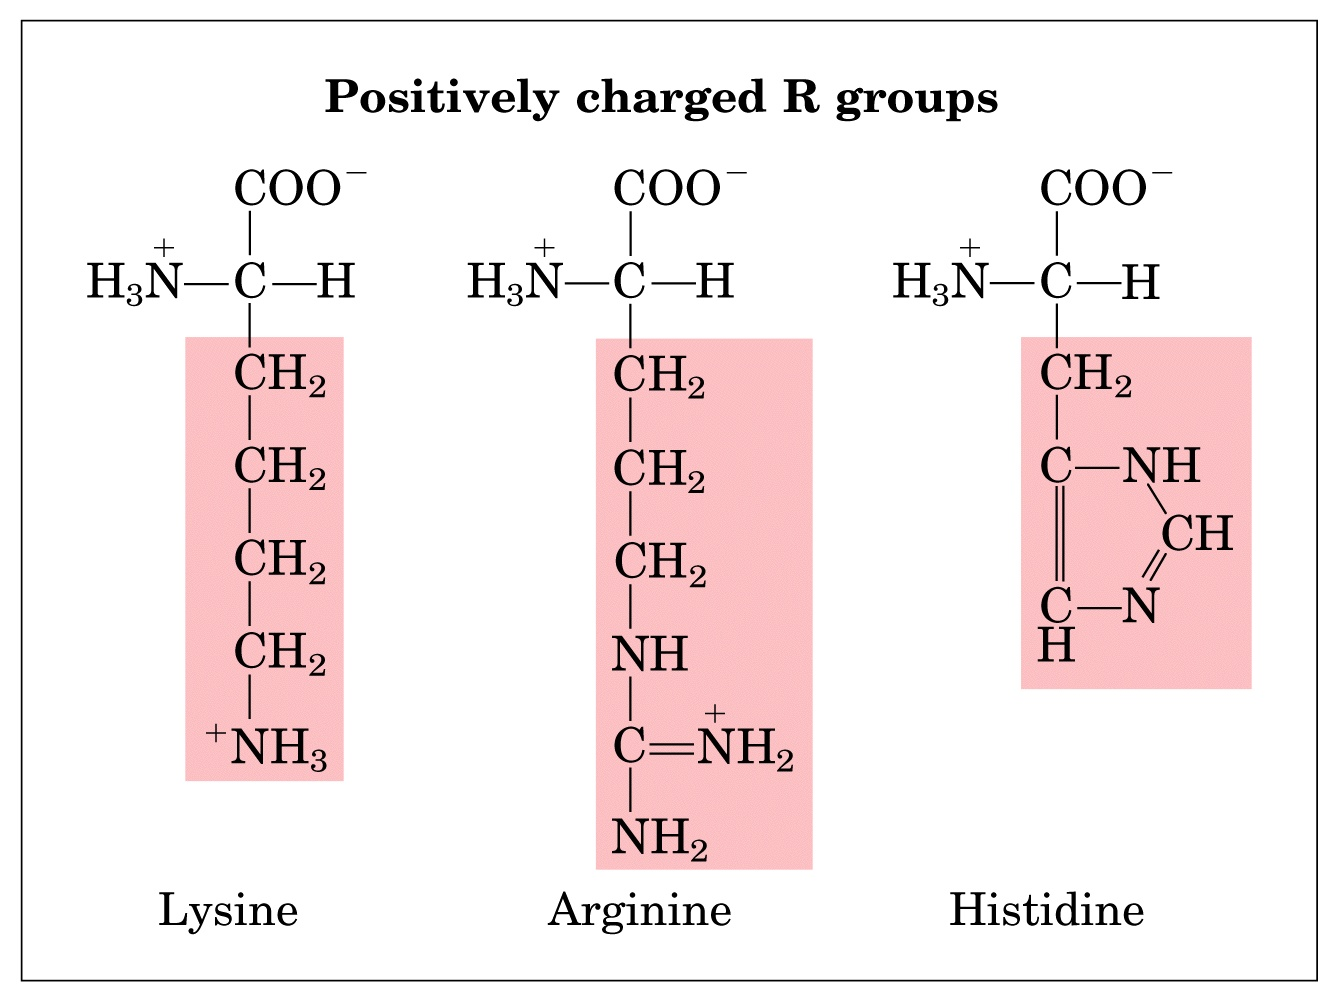 Positively charged R groups
COO⁻ COO⁻ COO⁻
H₃N⁺—C—H H₃N⁺—C—H H₃N⁺—C—H
CH₂ CH₂ CH₂
CH₂ CH₂ C—NH
CH
CH₂ CH₂ C—N
H
CH₂ NH
⁺NH₃ C=N⁺H₂
NH₂
Lysine Arginine Histidine